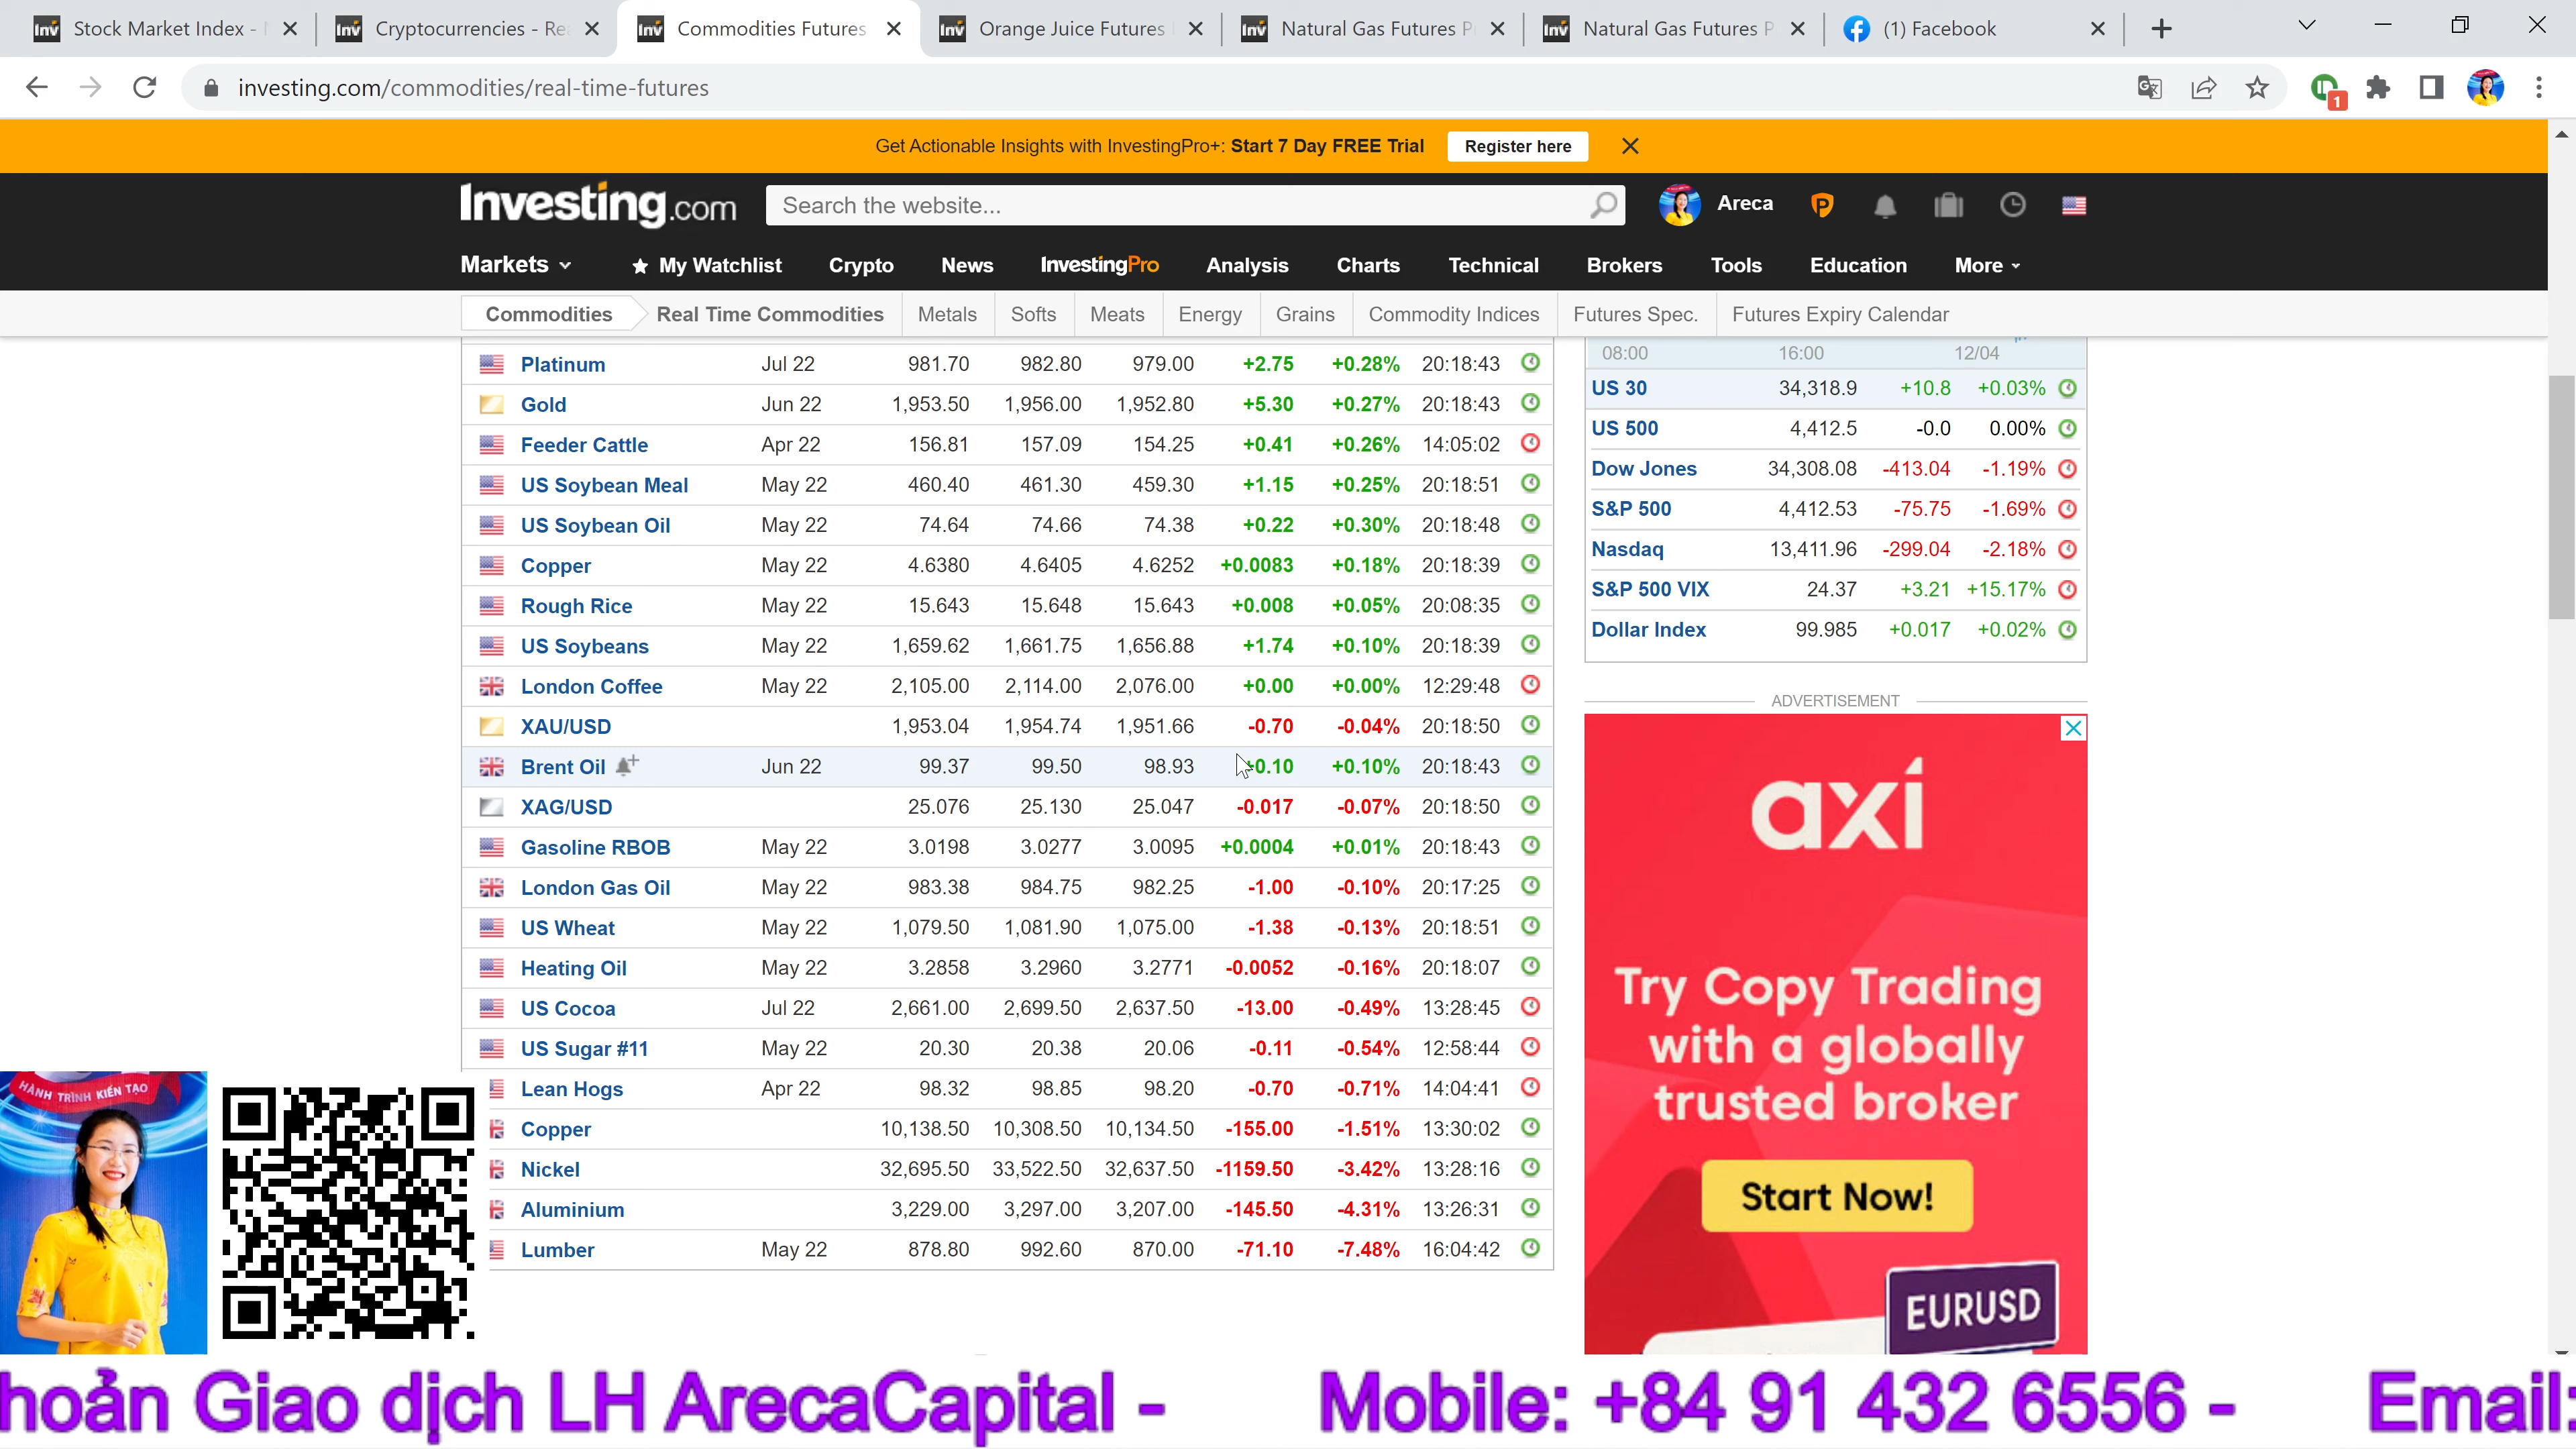 Stock Market Index -
Cryptocurrencies - Re
Commodities Futures
Orange Juice Futures
Natural Gas Futures P
Natural Gas Futures P
(1) Facebook
investing.com/commodities/real-time-futures
1
Get Actionable Insights with InvestingPro+: Start 7 Day FREE Trial Register here
Investing.com
Search the website...
Areca
Markets My Watchlist Crypto News InvestingPro Analysis Charts Technical Brokers Tools Education More
Commodities Real Time Commodities Metals Softs Meats Energy Grains Commodity Indices Futures Spec. Futures Expiry Calendar
Platinum Jul 22 981.70 982.80 979.00 +2.75 +0.28% 20:18:43
Gold Jun 22 1,953.50 1,956.00 1,952.80 +5.30 +0.27% 20:18:43
Feeder Cattle Apr 22 156.81 157.09 154.25 +0.41 +0.26% 14:05:02
US Soybean Meal May 22 460.40 461.30 459.30 +1.15 +0.25% 20:18:51
US Soybean Oil May 22 74.64 74.66 74.38 +0.22 +0.30% 20:18:48
Copper May 22 4.6380 4.6405 4.6252 +0.0083 +0.18% 20:18:39
Rough Rice May 22 15.643 15.648 15.643 +0.008 +0.05% 20:08:35
US Soybeans May 22 1,659.62 1,661.75 1,656.88 +1.74 +0.10% 20:18:39
London Coffee May 22 2,105.00 2,114.00 2,076.00 +0.00 +0.00% 12:29:48
XAU/USD 1,953.04 1,954.74 1,951.66 -0.70 -0.04% 20:18:50
Brent Oil Jun 22 99.37 99.50 98.93 +0.10 +0.10% 20:18:43
XAG/USD 25.076 25.130 25.047 -0.017 -0.07% 20:18:50
Gasoline RBOB May 22 3.0198 3.0277 3.0095 +0.0004 +0.01% 20:18:43
London Gas Oil May 22 983.38 984.75 982.25 -1.00 -0.10% 20:17:25
US Wheat May 22 1,079.50 1,081.90 1,075.00 -1.38 -0.13% 20:18:51
Heating Oil May 22 3.2858 3.2960 3.2771 -0.0052 -0.16% 20:18:07
US Cocoa Jul 22 2,661.00 2,699.50 2,637.50 -13.00 -0.49% 13:28:45
US Sugar #11 May 22 20.30 20.38 20.06 -0.11 -0.54% 12:58:44
Lean Hogs Apr 22 98.32 98.85 98.20 -0.70 -0.71% 14:04:41
Copper 10,138.50 10,308.50 10,134.50 -155.00 -1.51% 13:30:02
Nickel 32,695.50 33,522.50 32,637.50 -1159.50 -3.42% 13:28:16
Aluminium 3,229.00 3,297.00 3,207.00 -145.50 -4.31% 13:26:31
Lumber May 22 878.80 992.60 870.00 -71.10 -7.48% 16:04:42
08:00 16:00 12/04
US 30 34,318.9 +10.8 +0.03%
US 500 4,412.5 -0.0 0.00%
Dow Jones 34,308.08 -413.04 -1.19%
S&P 500 4,412.53 -75.75 -1.69%
Nasdaq 13,411.96 -299.04 -2.18%
S&P 500 VIX 24.37 +3.21 +15.17%
Dollar Index 99.985 +0.017 +0.02%
ADVERTISEMENT
axi
Try Copy Trading
with a globally
trusted broker
Start Now!
EURUSD
HÀNH TRÌNH KIẾN TẠO
hoản Giao dịch LH ArecaCapital - Mobile: +84 91 432 6556 - Email: